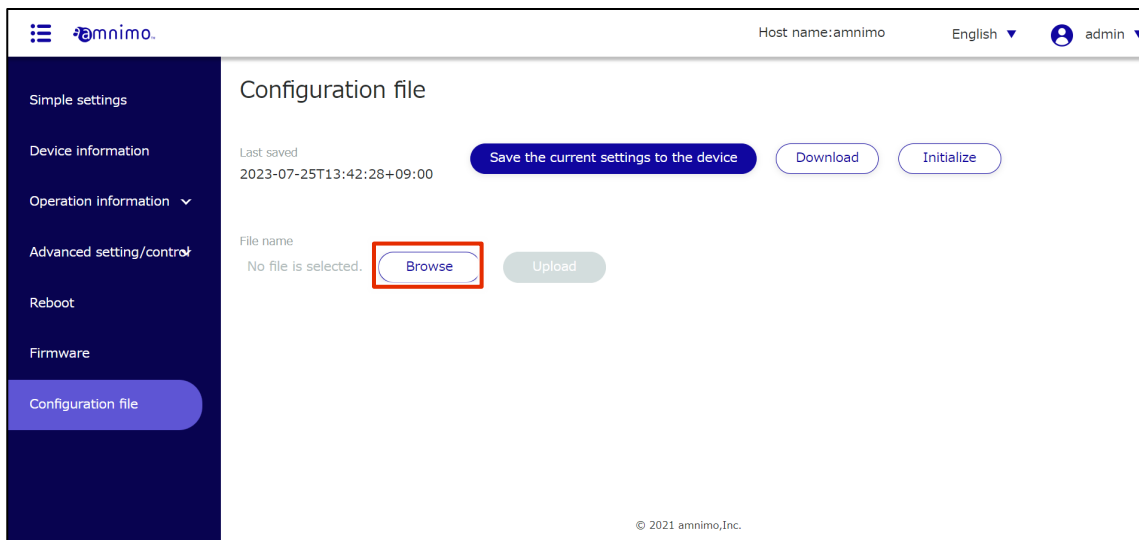 amnimo
Host name:amnimo
English ▼
admin ▼
Simple settings
Device information
Operation information
Advanced setting/control
Reboot
Firmware
Configuration file
Configuration file
Last saved
2023-07-25T13:42:28+09:00
Save the current settings to the device
Download
Initialize
File name
No file is selected.
Browse
Upload
© 2021 amnimo,Inc.